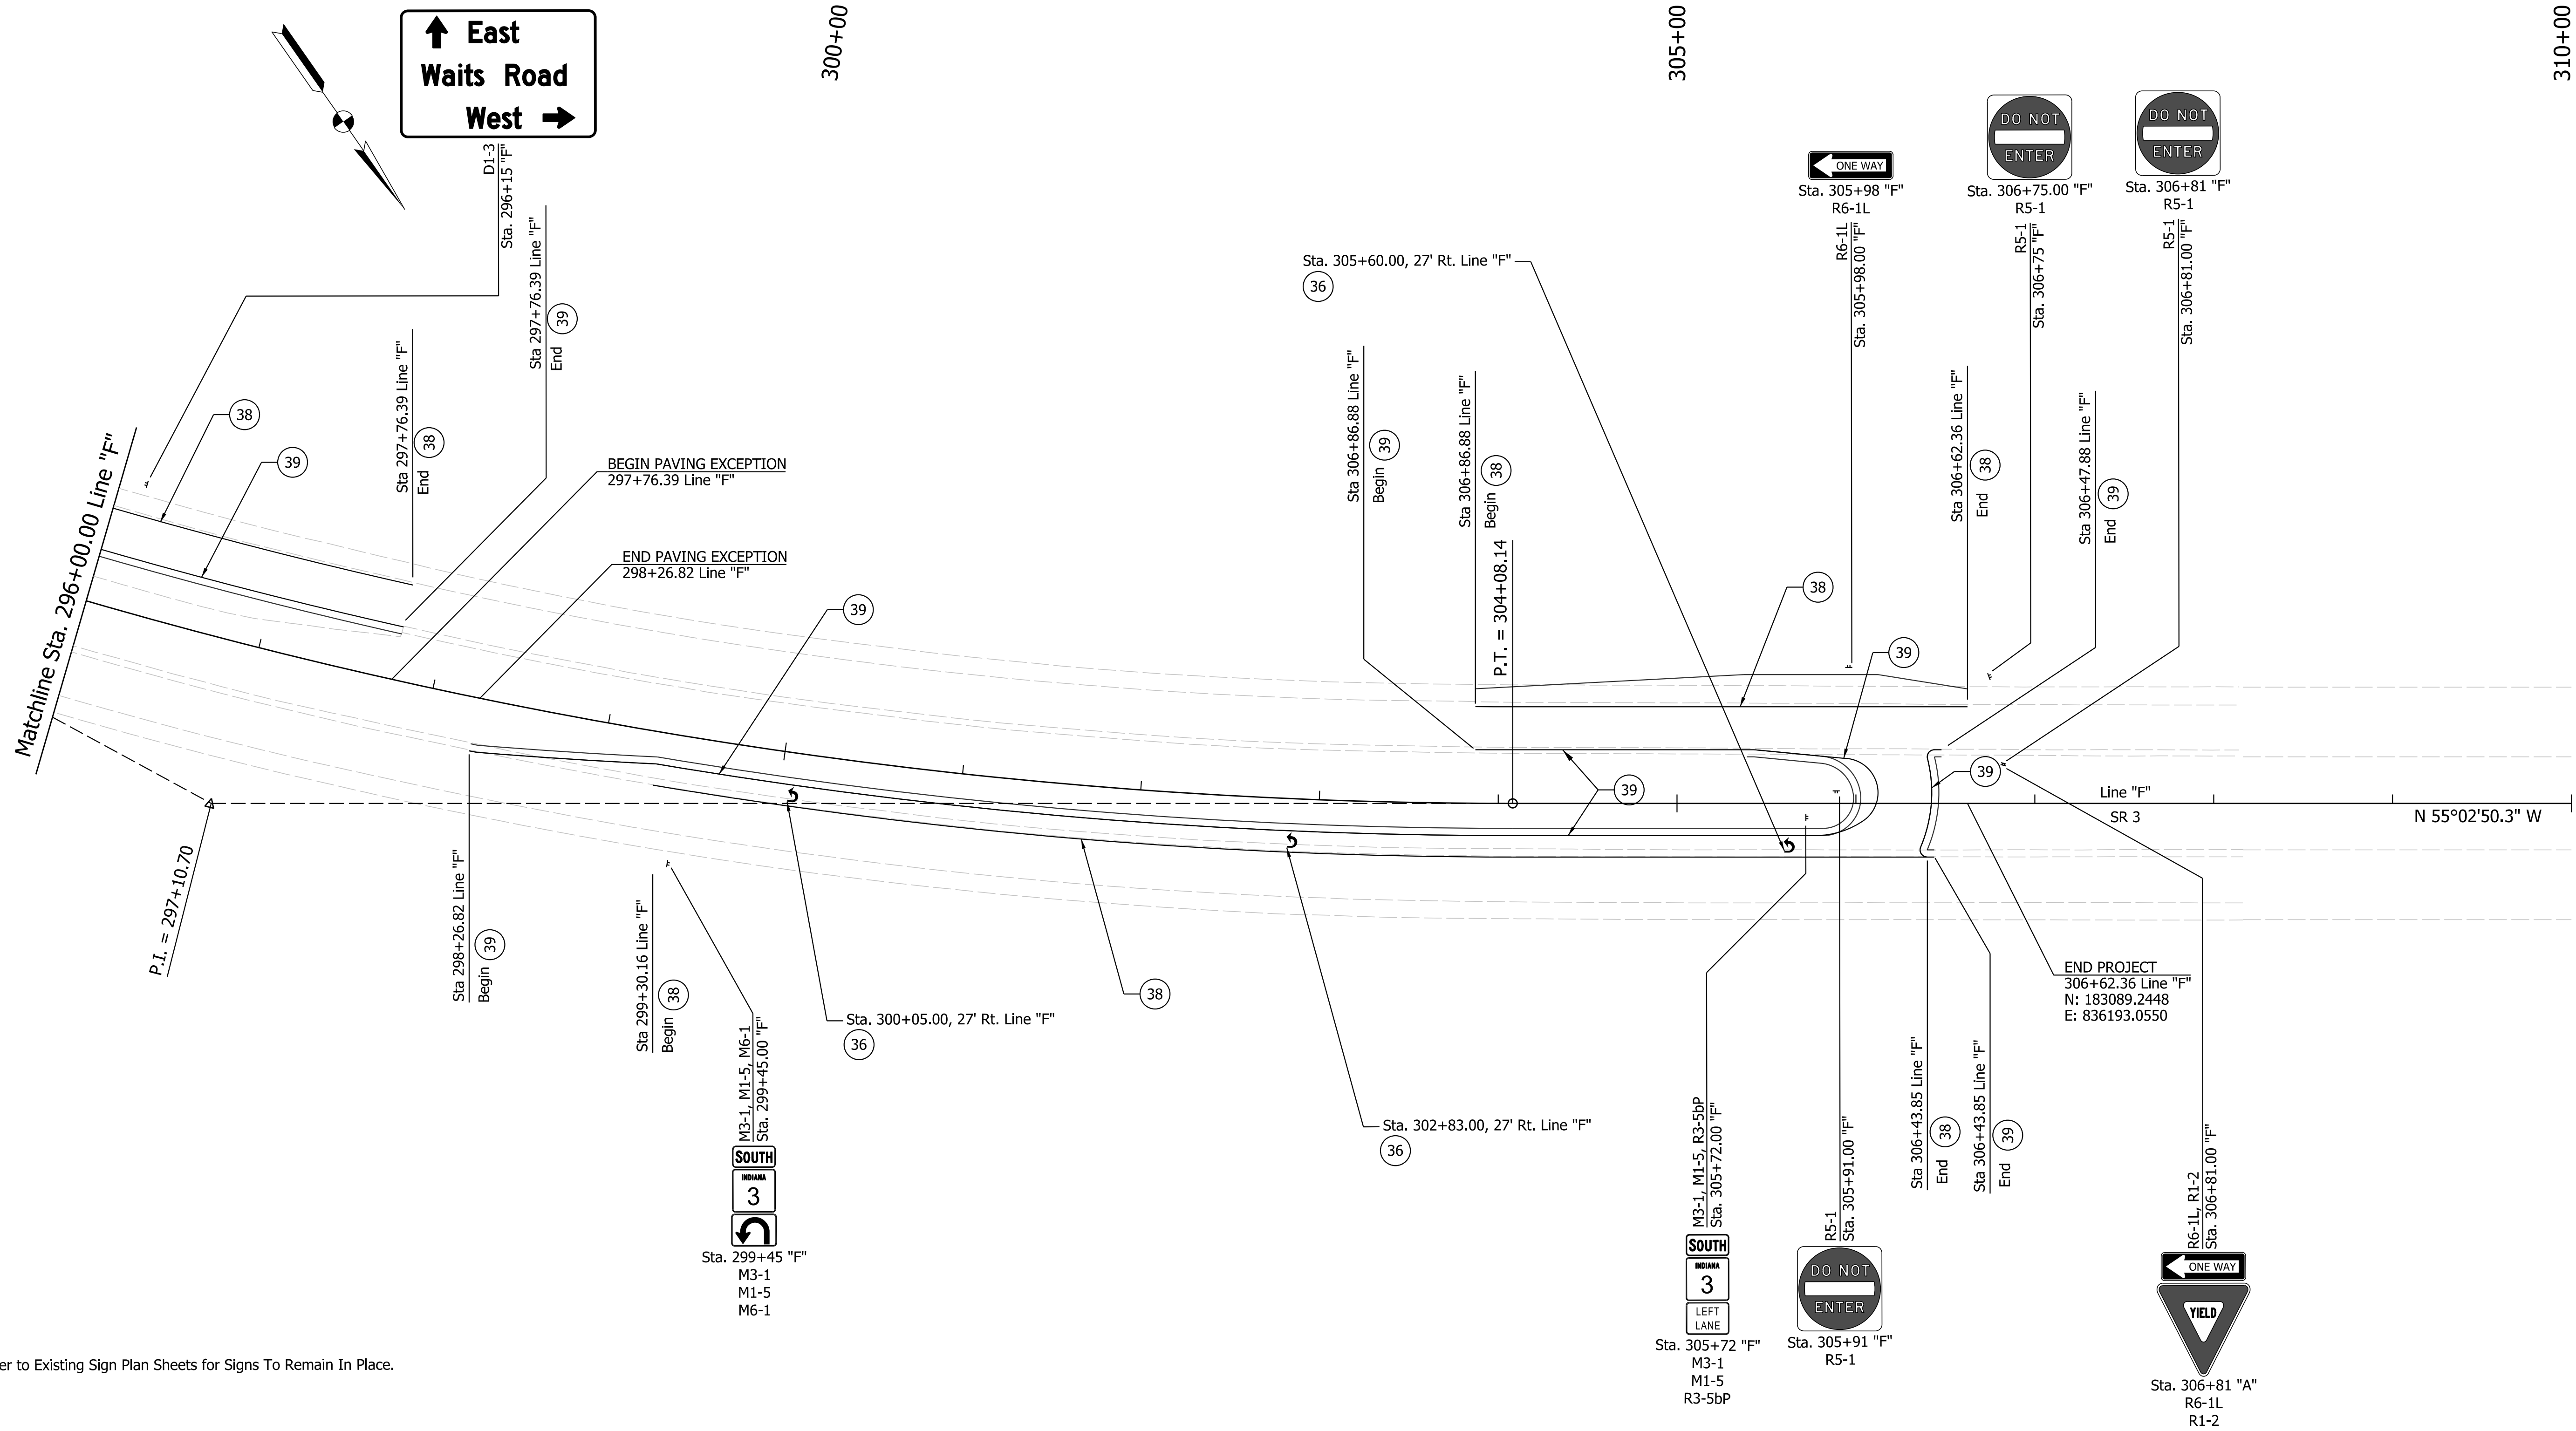 300+00
305+00
310+00
East
Waits Road
West
D1-3
Sta. 296+15 "F"
Sta 297+76.39 Line "F"
39
End
Sta 297+76.39 Line "F"
38
End
38
39
Matchline Sta. 296+00.00 Line "F"
BEGIN PAVING EXCEPTION
297+76.39 Line "F"
END PAVING EXCEPTION
298+26.82 Line "F"
39
P.I. = 297+10.70
Sta 298+26.82 Line "F"
Begin
39
Sta 299+30.16 Line "F"
Begin
38
M3-1, M1-5, M6-1
Sta. 299+45.00 "F"
SOUTH
INDIANA
3
Sta. 299+45 "F"
M3-1
M1-5
M6-1
Sta. 300+05.00, 27' Rt. Line "F"
36
38
Sta. 302+83.00, 27' Rt. Line "F"
36
Sta. 305+60.00, 27' Rt. Line "F"
36
Sta 306+86.88 Line "F"
Begin
39
Sta 306+86.88 Line "F"
Begin
38
P.T. = 304+08.14
ONE WAY
Sta. 305+98 "F"
R6-1L
R6-1L
Sta. 305+98.00 "F"
DO NOT
ENTER
Sta. 306+75.00 "F"
R5-1
R5-1
Sta. 306+75 "F"
DO NOT
ENTER
Sta. 306+81 "F"
R5-1
R5-1
Sta. 306+81.00 "F"
Sta 306+62.36 Line "F"
End
38
Sta 306+47.88 Line "F"
End
39
38
39
39
39
Line "F"
SR 3
N 55°02'50.3" W
END PROJECT
306+62.36 Line "F"
N: 183089.2448
E: 836193.0550
M3-1, M1-5, R3-5bP
Sta. 305+72.00 "F"
SOUTH
INDIANA
3
LEFT
LANE
Sta. 305+72 "F"
M3-1
M1-5
R3-5bP
R5-1
Sta. 305+91.00 "F"
DO NOT
ENTER
Sta. 305+91 "F"
R5-1
Sta 306+43.85 Line "F"
End
38
Sta 306+43.85 Line "F"
End
39
R6-1L, R1-2
Sta. 306+81.00 "F"
ONE WAY
YIELD
Sta. 306+81 "A"
R6-1L
R1-2
er to Existing Sign Plan Sheets for Signs To Remain In Place.